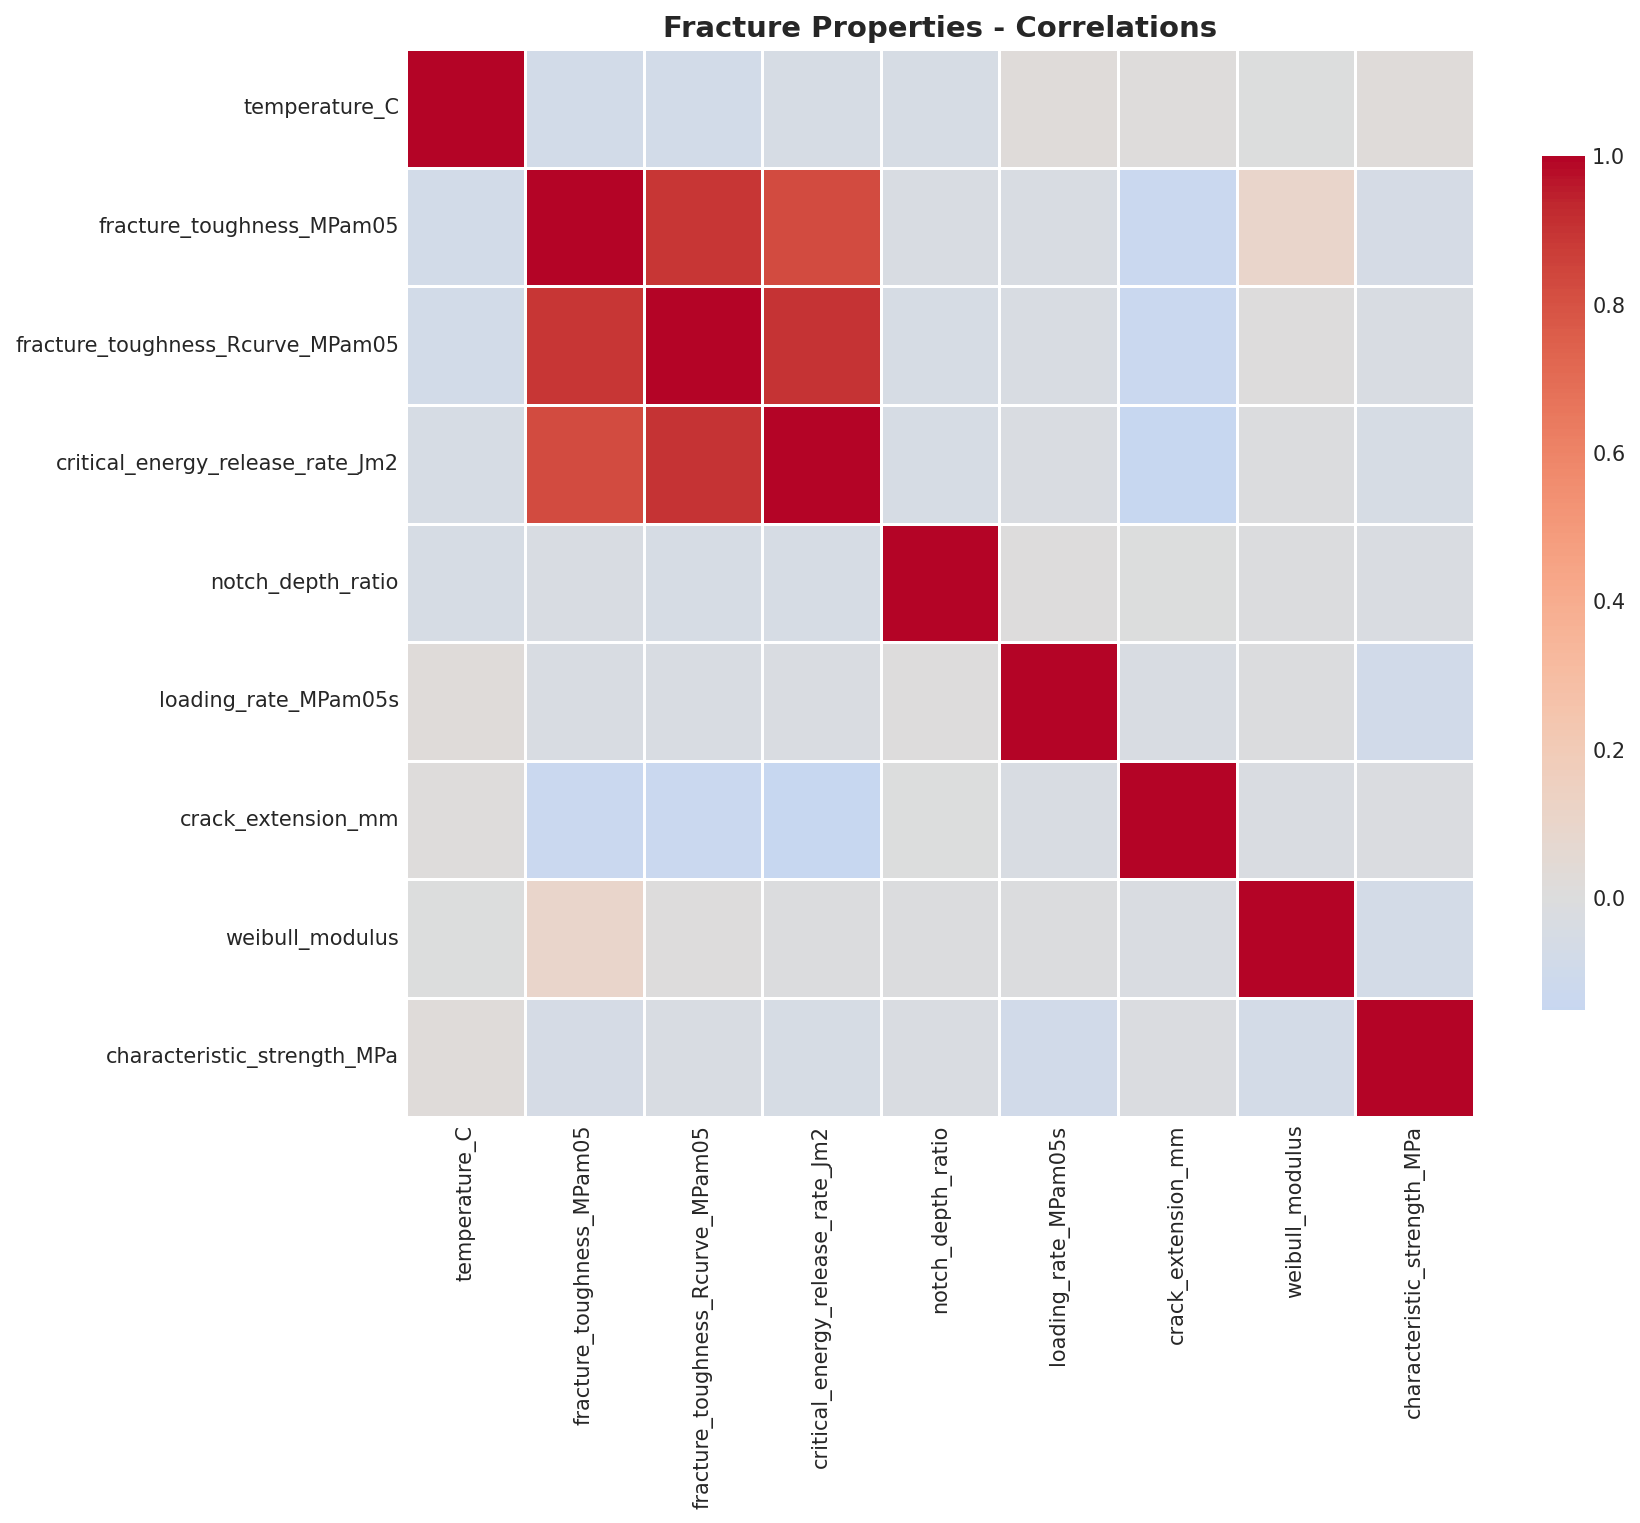 Fracture Properties - Correlations
temperature_C
fracture_toughness_MPam05
fracture_toughness_Rcurve_MPam05
critical_energy_release_rate_Jm2
notch_depth_ratio
loading_rate_MPam05s
crack_extension_mm
weibull_modulus
characteristic_strength_MPa
temperature_C
fracture_toughness_MPam05
fracture_toughness_Rcurve_MPam05
critical_energy_release_rate_Jm2
notch_depth_ratio
loading_rate_MPam05s
crack_extension_mm
weibull_modulus
characteristic_strength_MPa
1.0
0.8
0.6
0.4
0.2
0.0